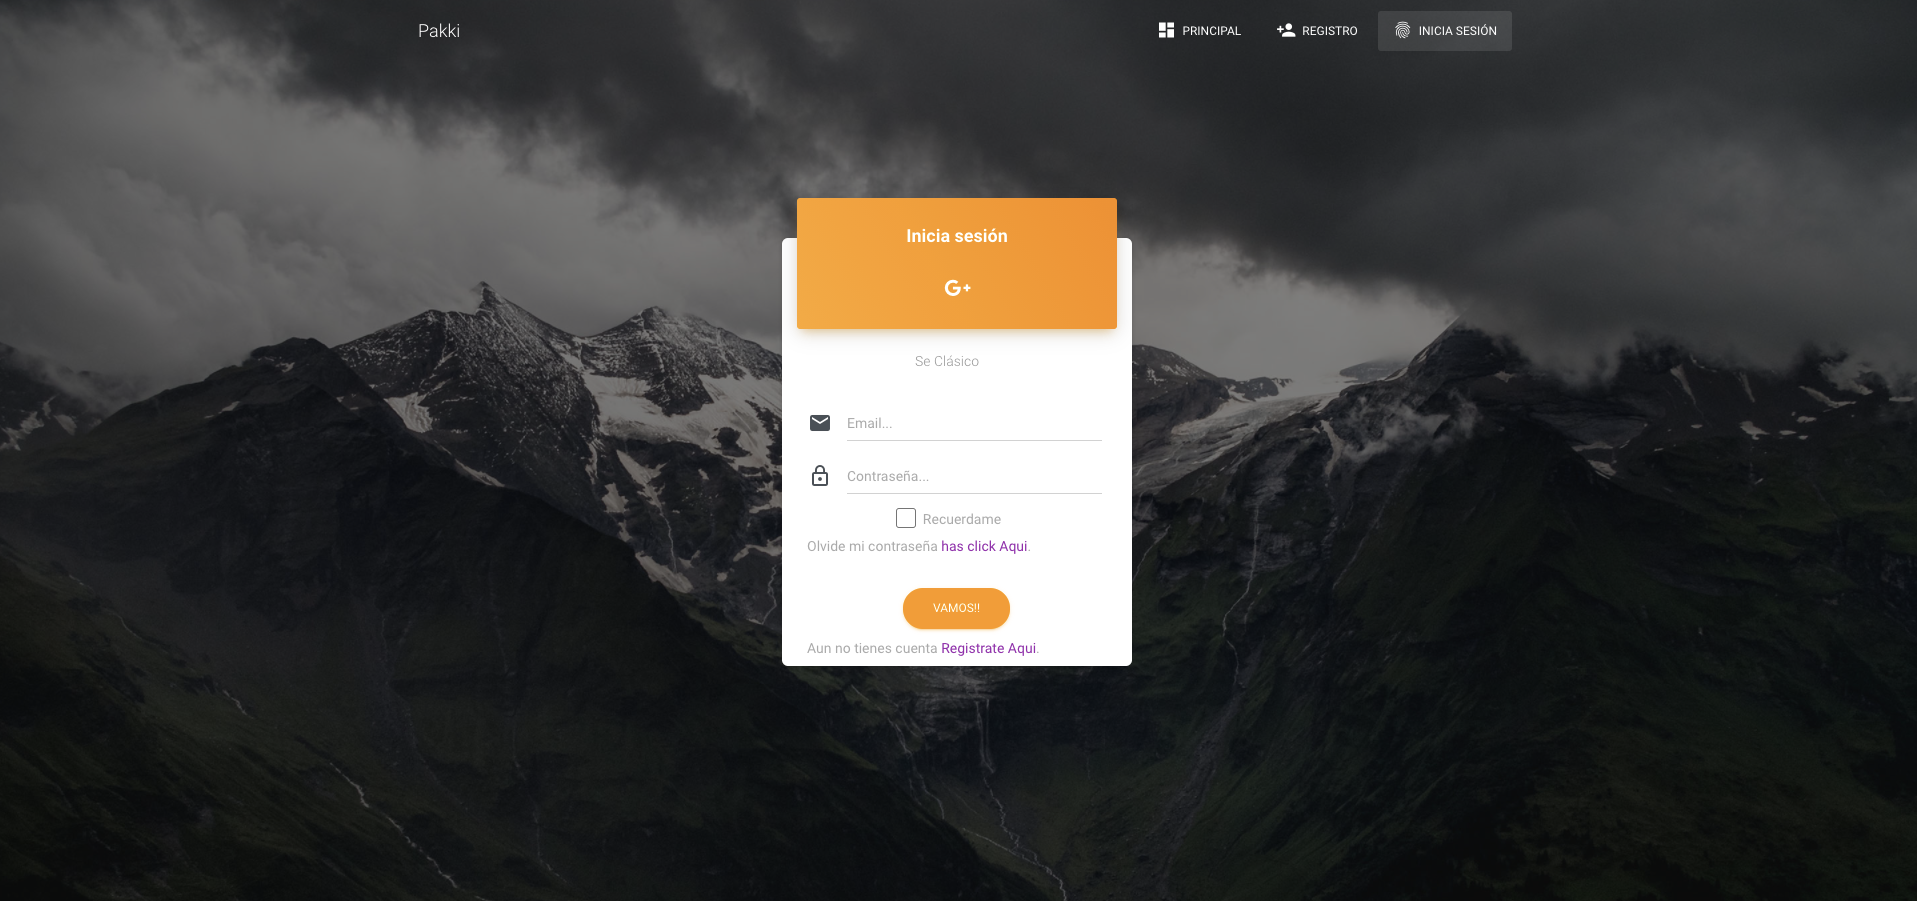 Pakki
PRINCIPAL
REGISTRO
INICIA SESIÓN
Inicia sesión
G+
Se Clásico
Email...
Contraseña...
Recuerdame
Olvide mi contraseña has click Aqui.
VAMOS!!
Aun no tienes cuenta Registrate Aqui.